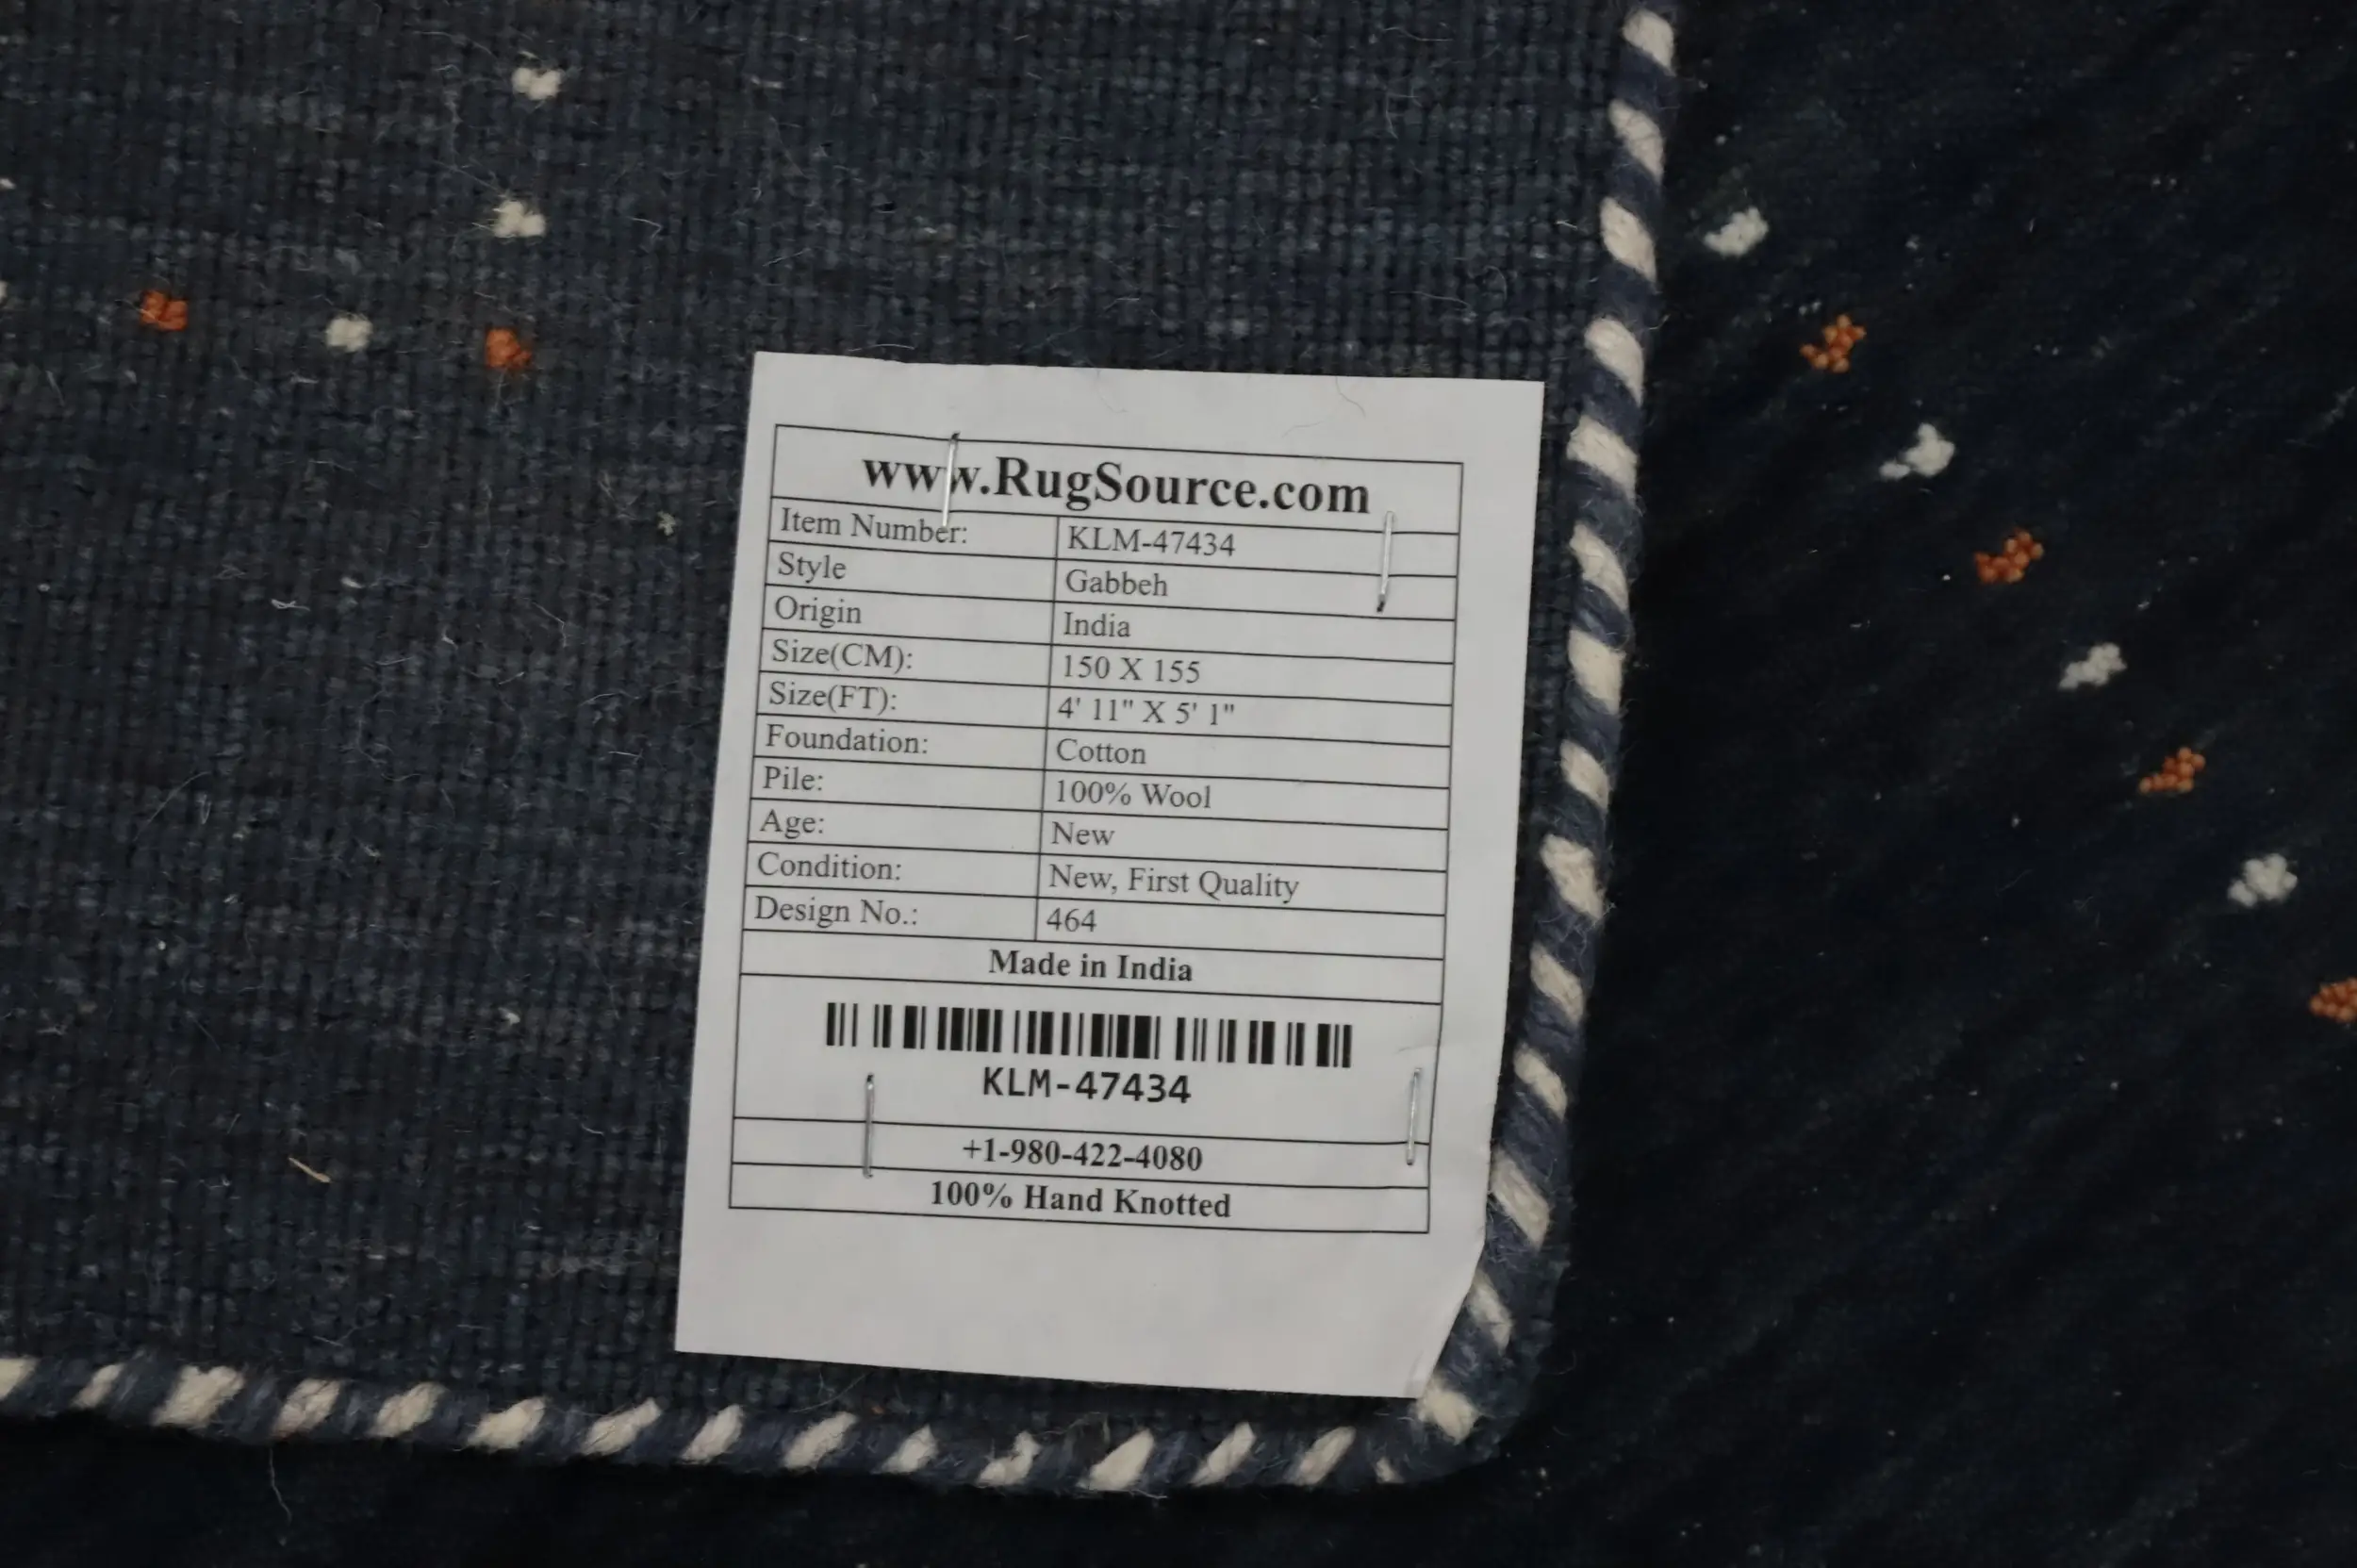 www.RugSource.com
Item Number: KLM-47434
Style Gabbeh
Origin India
Size(CM): 150 X 155
Size(FT): 4' 11" X 5' 1"
Foundation: Cotton
Pile: 100% Wool
Age: New
Condition: New, First Quality
Design No.: 464
Made in India
KLM-47434
+1-980-422-4080
100% Hand Knotted